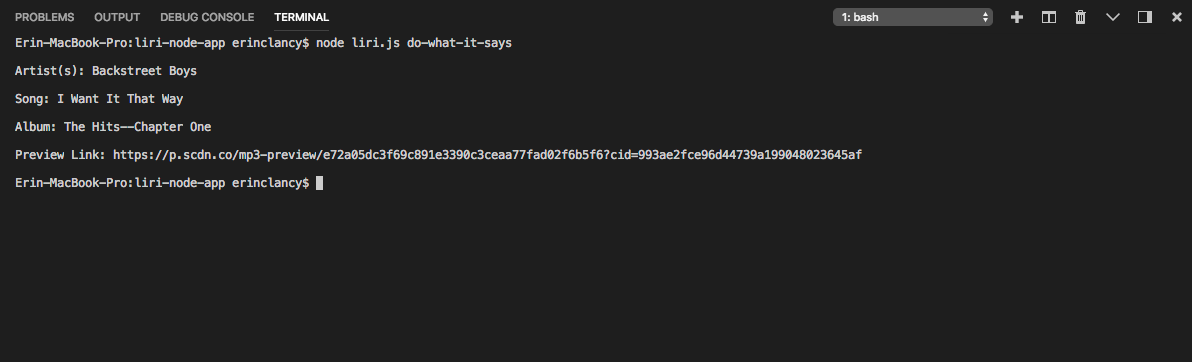 PROBLEMS OUTPUT DEBUG CONSOLE TERMINAL 1: bash
Erin-MacBook-Pro:liri-node-app erinclancy$ node liri.js do-what-it-says
Artist(s): Backstreet Boys
Song: I Want It That Way
Album: The Hits--Chapter One
Preview Link: https://p.scdn.co/mp3-preview/e72a05dc3f69c891e3390c3ceaa77fad02f6b5f6?cid=993ae2fce96d44739a199048023645af
Erin-MacBook-Pro:liri-node-app erinclancy$